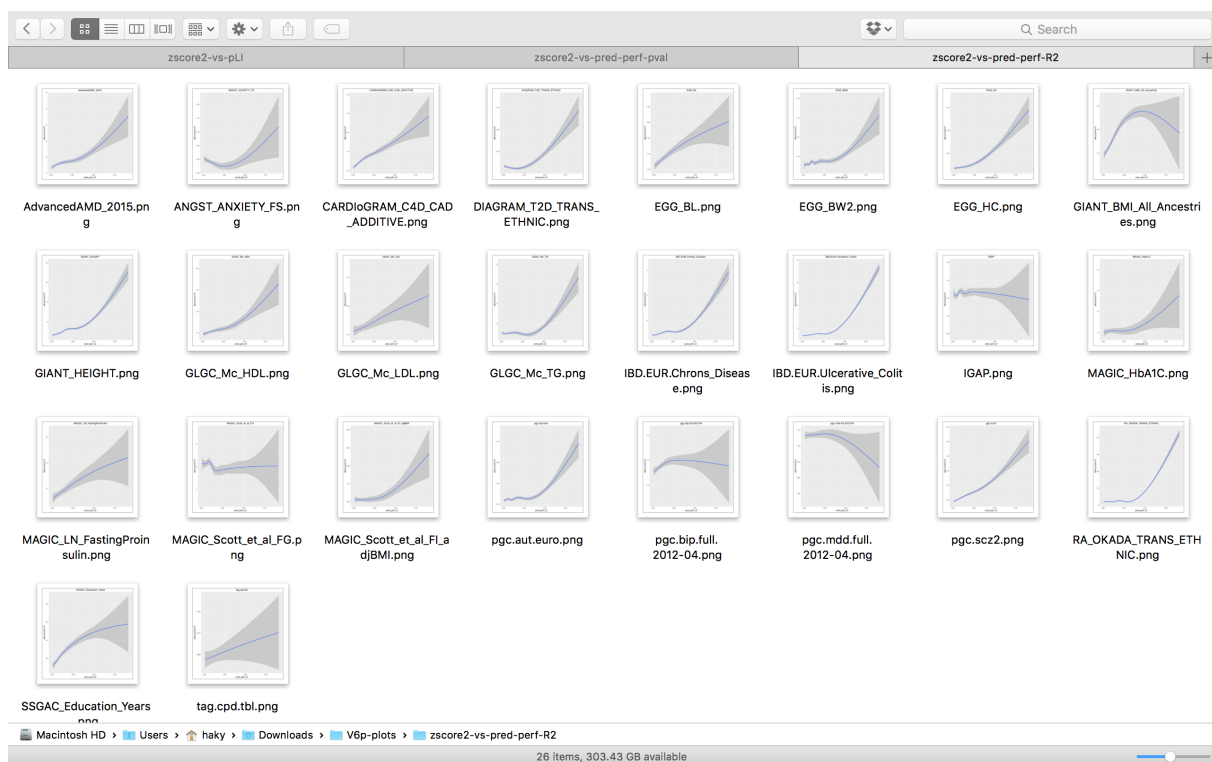 Search
zscore2-vs-pLI
zscore2-vs-pred-perf-pval
zscore2-vs-pred-perf-R2
AdvancedAMD_2015.pn
g
ANGST_ANXIETY_FS.pn
g
CARDIoGRAM_C4D_CAD
_ADDITIVE.png
DIAGRAM_T2D_TRANS_
ETHNIC.png
EGG_BL.png
EGG_BW2.png
EGG_HC.png
GIANT_BMI_All_Ancestri
es.png
GIANT_HEIGHT.png
GLGC_Mc_HDL.png
GLGC_Mc_LDL.png
GLGC_Mc_TG.png
IBD.EUR.Chrons_Diseas
e.png
IBD.EUR.Ulcerative_Colit
is.png
IGAP.png
MAGIC_HbA1C.png
MAGIC_LN_FastingProin
sulin.png
MAGIC_Scott_et_al_FG.p
ng
MAGIC_Scott_et_al_FI_a
djBMI.png
pgc.aut.euro.png
pgc.bip.full.
2012-04.png
pgc.mdd.full.
2012-04.png
pgc.scz2.png
RA_OKADA_TRANS_ETH
NIC.png
SSGAC_Education_Years
.png
tag.cpd.tbl.png
Macintosh HD > Users > haky > Downloads > V6p-plots > zscore2-vs-pred-perf-R2
26 items, 303.43 GB available